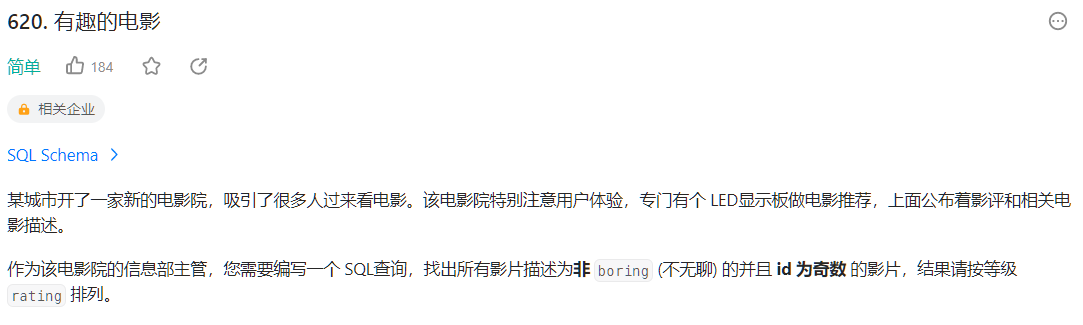 620. 有趣的电影
简单 184
相关企业
SQL Schema
某城市开了一家新的电影院，吸引了很多人过来看电影。该电影院特别注意用户体验，专门有个 LED显示板做电影推荐，上面公布着影评和相关电
影描述。
作为该电影院的信息部主管，您需要编写一个 SQL查询，找出所有影片描述为非 boring (不无聊) 的并且 id 为奇数 的影片，结果请按等级
rating 排列。